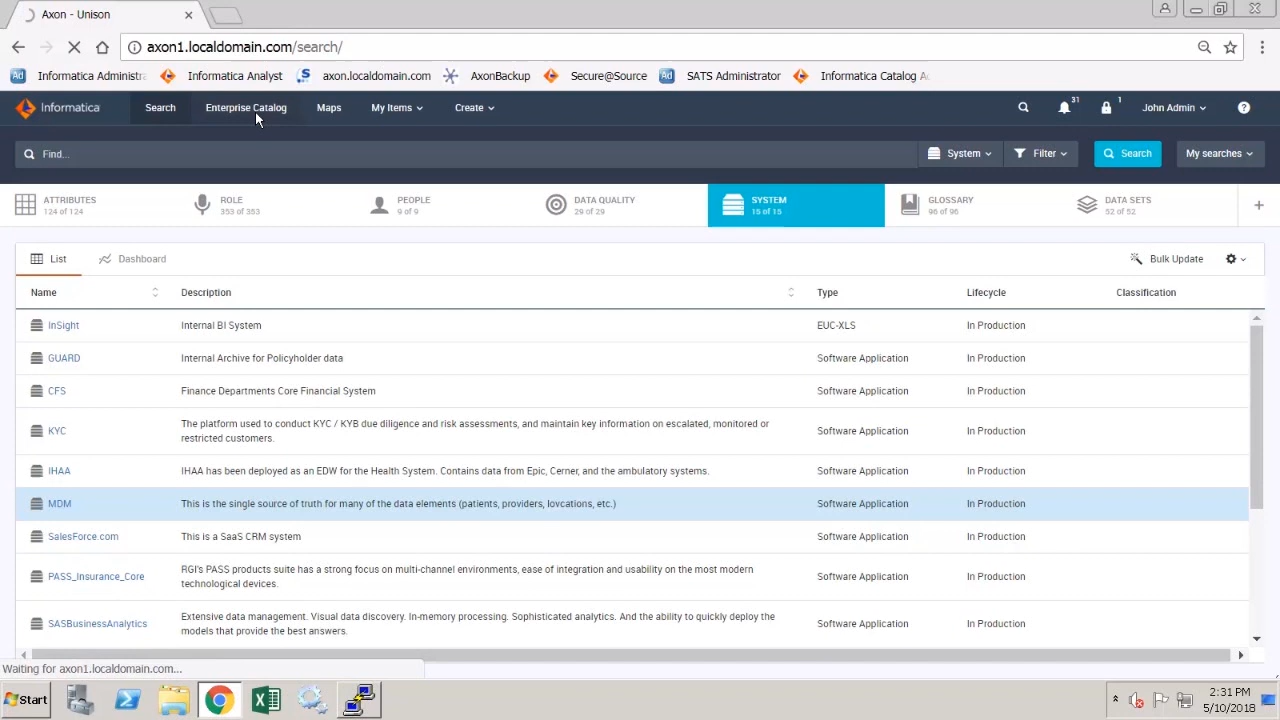 Axon - Unison
axon1.localdomain.com/search/
Informatica Administra
Informatica Analyst
axon.localdomain.com
AxonBackup
Secure@Source
SATS Administrator
Informatica Catalog Ad
Informatica
Search
Enterprise Catalog
Maps
My Items
Create
31
1
John Admin
Find...
System
Filter
Search
My searches
ATTRIBUTES
124 of 124
ROLE
353 of 353
PEOPLE
9 of 9
DATA QUALITY
29 of 29
SYSTEM
15 of 15
GLOSSARY
96 of 96
DATA SETS
52 of 52
List
Dashboard
Bulk Update
Name Description Type Lifecycle Classification
InSight Internal BI System EUC-XLS In Production
GUARD Internal Archive for Policyholder data Software Application In Production
CFS Finance Departments Core Financial System Software Application In Production
KYC The platform used to conduct KYC / KYB due diligence and risk assessments, and maintain key information on escalated, monitored or Software Application In Production
restricted customers.
IHAA IHAA has been deployed as an EDW for the Health System. Contains data from Epic, Cerner, and the ambulatory systems. Software Application In Production
MDM This is the single source of truth for many of the data elements (patients, providers, lovcations, etc.) Software Application In Production
SalesForce.com This is a SaaS CRM system Software Application In Production
PASS_Insurance_Core RGI's PASS products suite has a strong focus on multi-channel environments, ease of integration and usability on the most modern Software Application In Production
technological devices.
SASBusinessAnalytics Extensive data management. Visual data discovery. In-memory processing. Sophisticated analytics. And the ability to quickly deploy the Software Application In Production
models that provide the best answers.
Waiting for axon1.localdomain.com...
Start
2:31 PM
5/10/2018